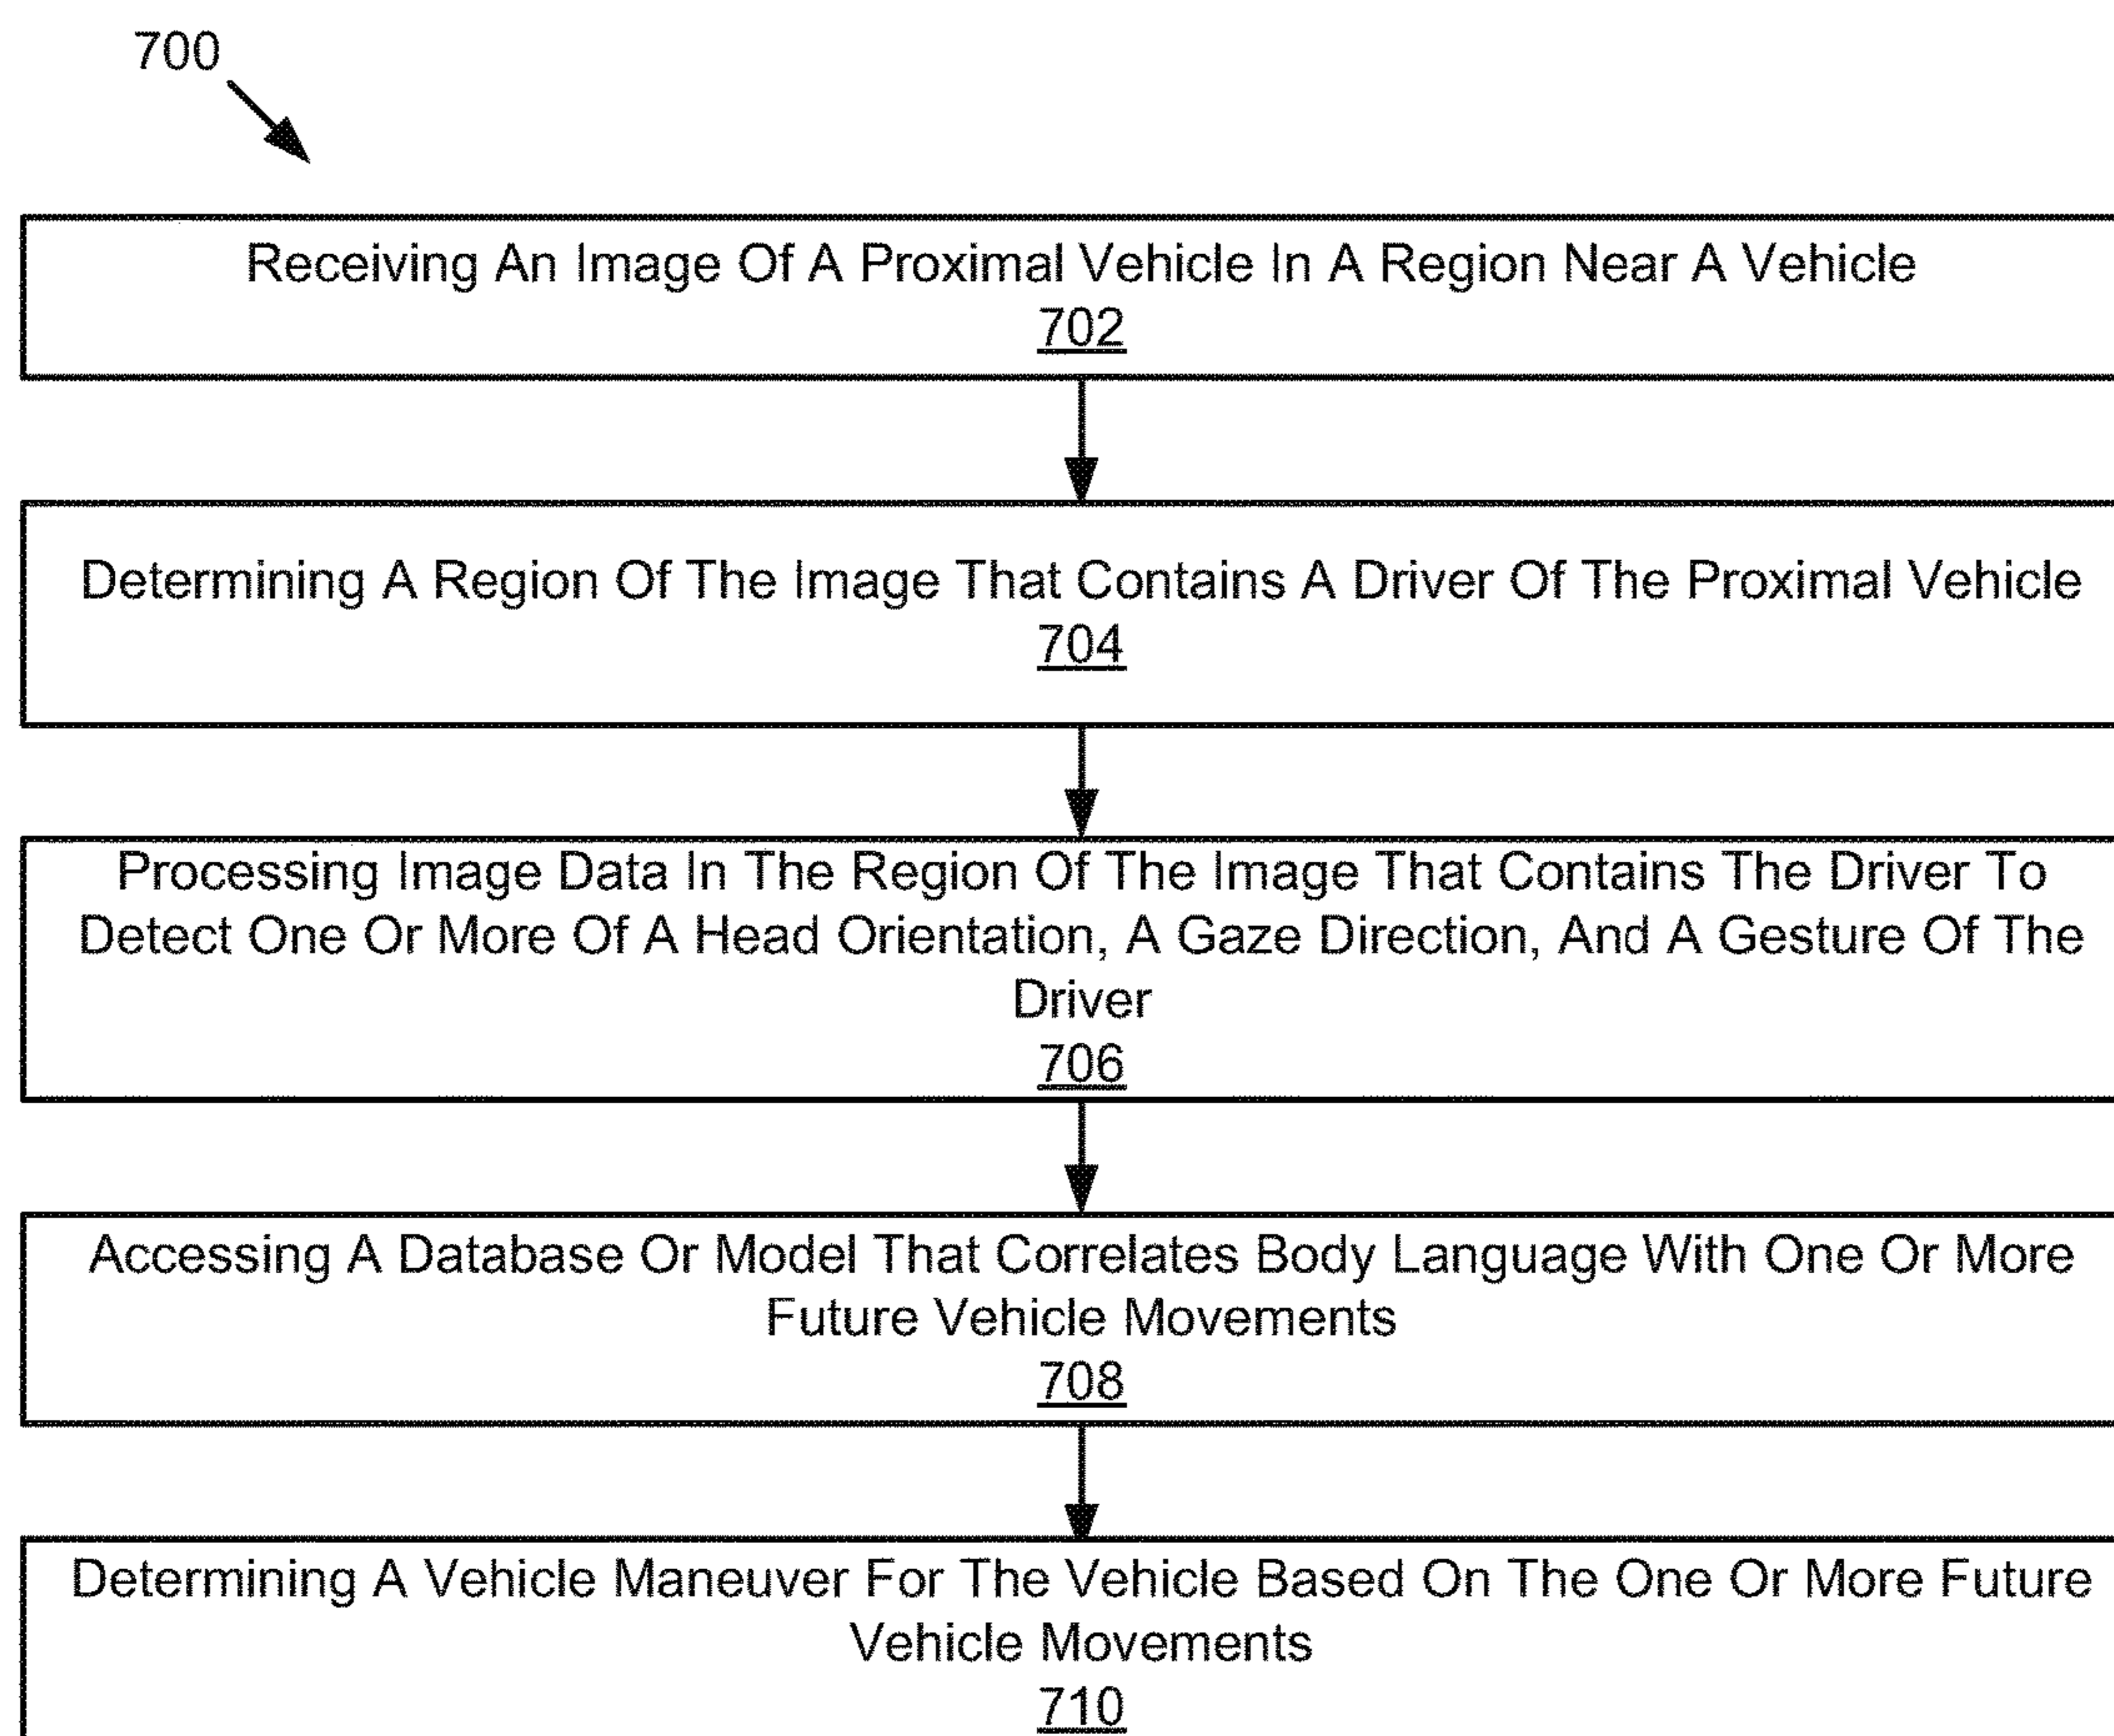 700
Receiving An Image Of A Proximal Vehicle In A Region Near A Vehicle
702
Determining A Region Of The Image That Contains A Driver Of The Proximal Vehicle
704
Processing Image Data In The Region Of The Image That Contains The Driver To
Detect One Or More Of A Head Orientation, A Gaze Direction, And A Gesture Of The
Driver
706
Accessing A Database Or Model That Correlates Body Language With One Or More
Future Vehicle Movements
708
Determining A Vehicle Maneuver For The Vehicle Based On The One Or More Future
Vehicle Movements
710